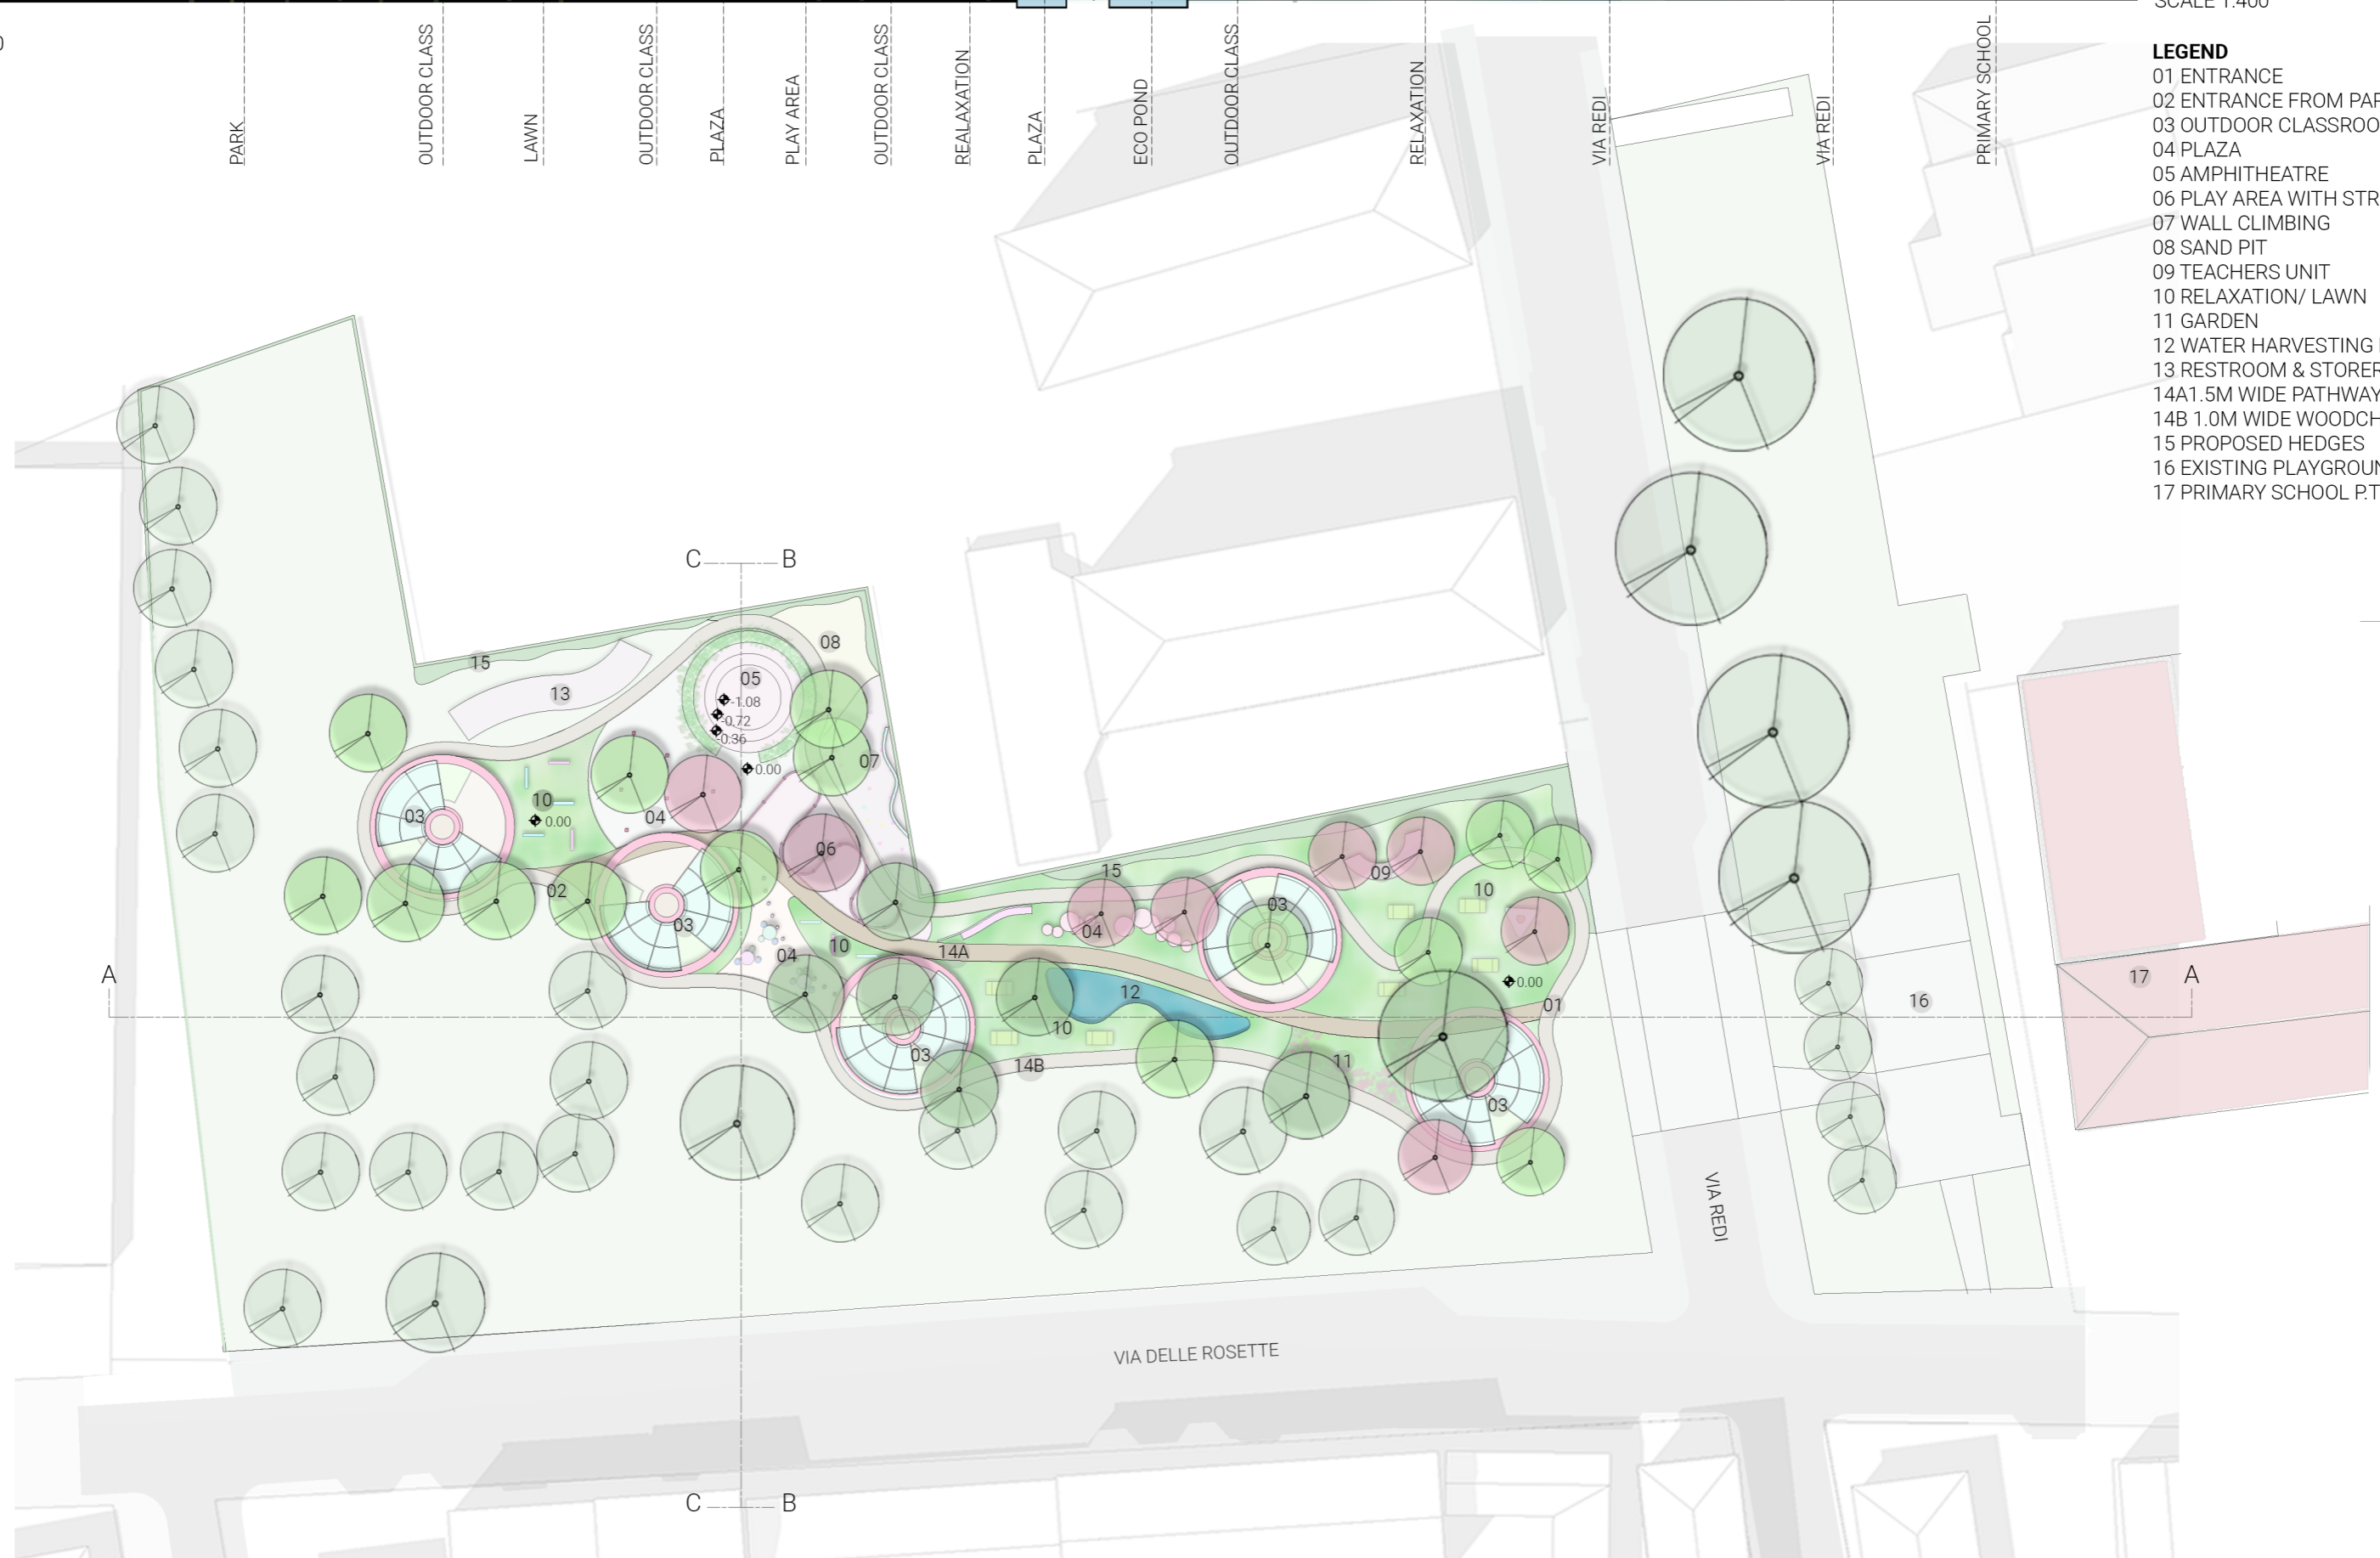 SCALE 1:400
0
PARK
OUTDOOR CLASS
LAWN
OUTDOOR CLASS
PLAZA
PLAY AREA
OUTDOOR CLASS
REALAXATION
PLAZA
ECO POND
OUTDOOR CLASS
RELAXATION
VIA REDI
VIA REDI
PRIMARY SCHOOL
LEGEND
01 ENTRANCE
02 ENTRANCE FROM PAR
03 OUTDOOR CLASSROO
04 PLAZA
05 AMPHITHEATRE
06 PLAY AREA WITH STR
07 WALL CLIMBING
08 SAND PIT
09 TEACHERS UNIT
10 RELAXATION/ LAWN
11 GARDEN
12 WATER HARVESTING
13 RESTROOM & STORER
14A1.5M WIDE PATHWAY
14B 1.0M WIDE WOODCH
15 PROPOSED HEDGES
16 EXISTING PLAYGROUN
17 PRIMARY SCHOOL P.T
C
B
08
15
05
13
-1.08
-0.72
-0.36
07
0.00
10
03
0.00
04
06
15
09
02
10
03
03
04
10
14A
04
A
12
0.00
17
A
01
16
10
03
14B
11
03
VIA REDI
VIA DELLE ROSETTE
C
B